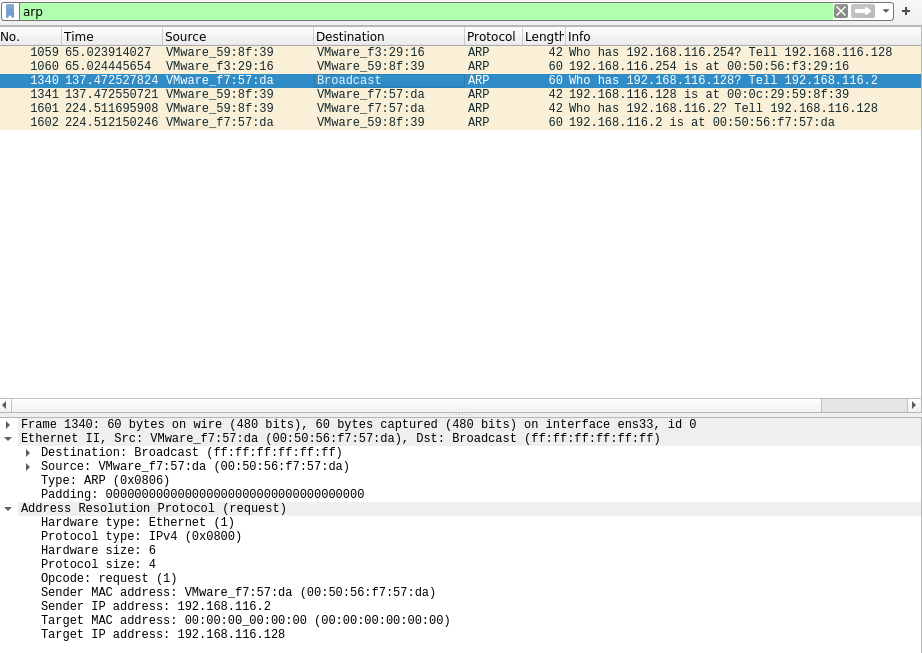 arp
No. Time Source Destination Protocol Length Info
1059 65.023914027 VMware_59:8f:39 VMware_f3:29:16 ARP 42 Who has 192.168.116.254? Tell 192.168.116.128
1060 65.024445654 VMware_f3:29:16 VMware_59:8f:39 ARP 60 192.168.116.254 is at 00:50:56:f3:29:16
1340 137.472527824 VMware_f7:57:da Broadcast ARP 60 Who has 192.168.116.128? Tell 192.168.116.2
1341 137.472550721 VMware_59:8f:39 VMware_f7:57:da ARP 42 192.168.116.128 is at 00:0c:29:59:8f:39
1601 224.511695908 VMware_59:8f:39 VMware_f7:57:da ARP 42 Who has 192.168.116.2? Tell 192.168.116.128
1602 224.512150246 VMware_f7:57:da VMware_59:8f:39 ARP 60 192.168.116.2 is at 00:50:56:f7:57:da
Frame 1340: 60 bytes on wire (480 bits), 60 bytes captured (480 bits) on interface ens33, id 0
Ethernet II, Src: VMware_f7:57:da (00:50:56:f7:57:da), Dst: Broadcast (ff:ff:ff:ff:ff:ff)
Destination: Broadcast (ff:ff:ff:ff:ff:ff)
Source: VMware_f7:57:da (00:50:56:f7:57:da)
Type: ARP (0x0806)
Padding: 000000000000000000000000000000000000
Address Resolution Protocol (request)
Hardware type: Ethernet (1)
Protocol type: IPv4 (0x0800)
Hardware size: 6
Protocol size: 4
Opcode: request (1)
Sender MAC address: VMware_f7:57:da (00:50:56:f7:57:da)
Sender IP address: 192.168.116.2
Target MAC address: 00:00:00_00:00:00 (00:00:00:00:00:00)
Target IP address: 192.168.116.128